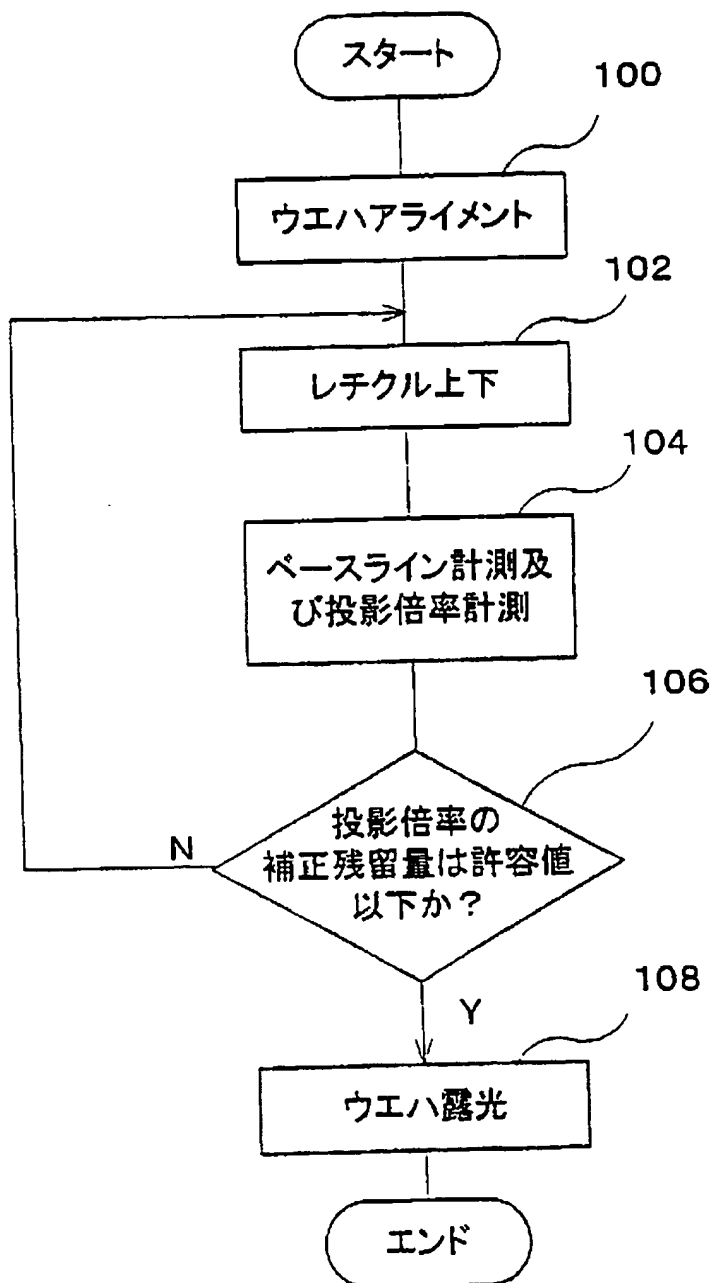 スタート
100
ウエハアライメント
102
レチクル上下
104
ベースライン計測及
び投影倍率計測
106
投影倍率の
補正残留量は許容値
以下か?
N
Y
108
ウエハ露光
エンド